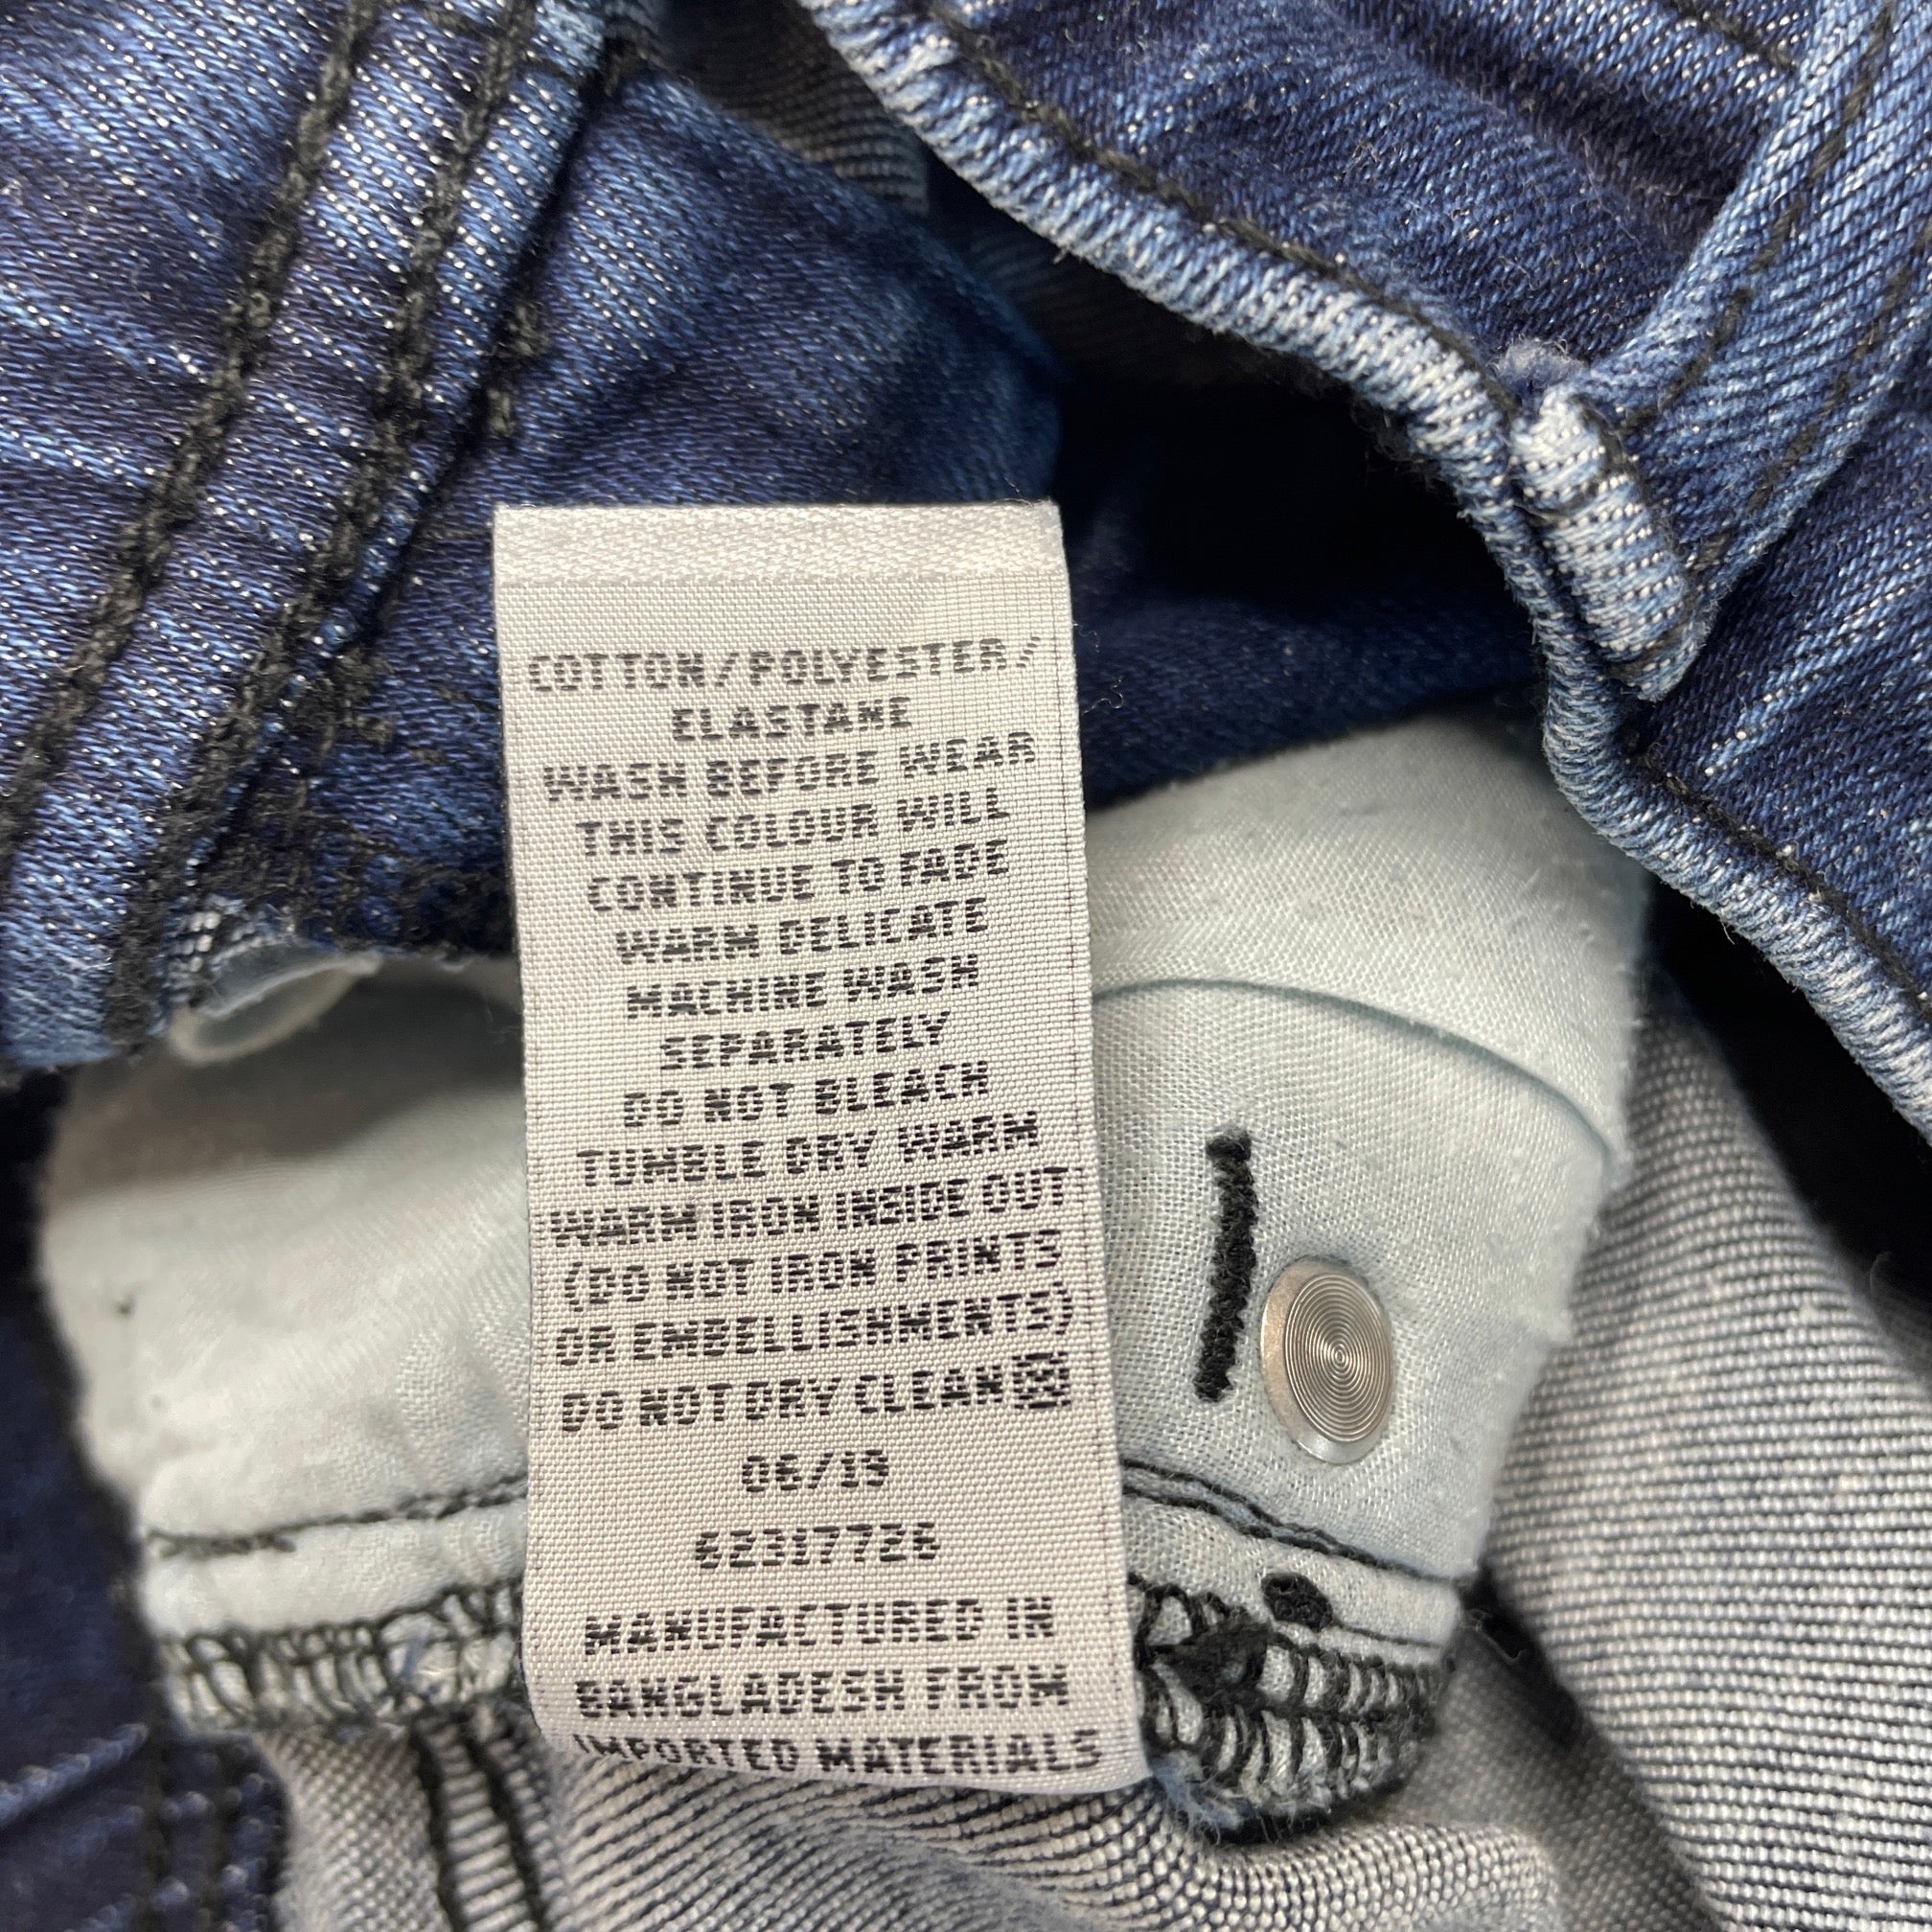 COTTON/POLYESTER/
ELASTANE
WASH BEFORE WEAR
THIS COLOUR WILL
CONTINUE TO FADE
WARM DELICATE
MACHINE WASH
SEPARATELY
DO NOT BLEACH
TUMBLE DRY WARM
WARM IRON INSIDE OUT
(DO NOT IRON PRINTS
OR EMBELLISHMENTS)
DO NOT DRY CLEAN
06/19
62317726
MANUFACTURED IN
BANGLADESH FROM
IMPORTED MATERIALS